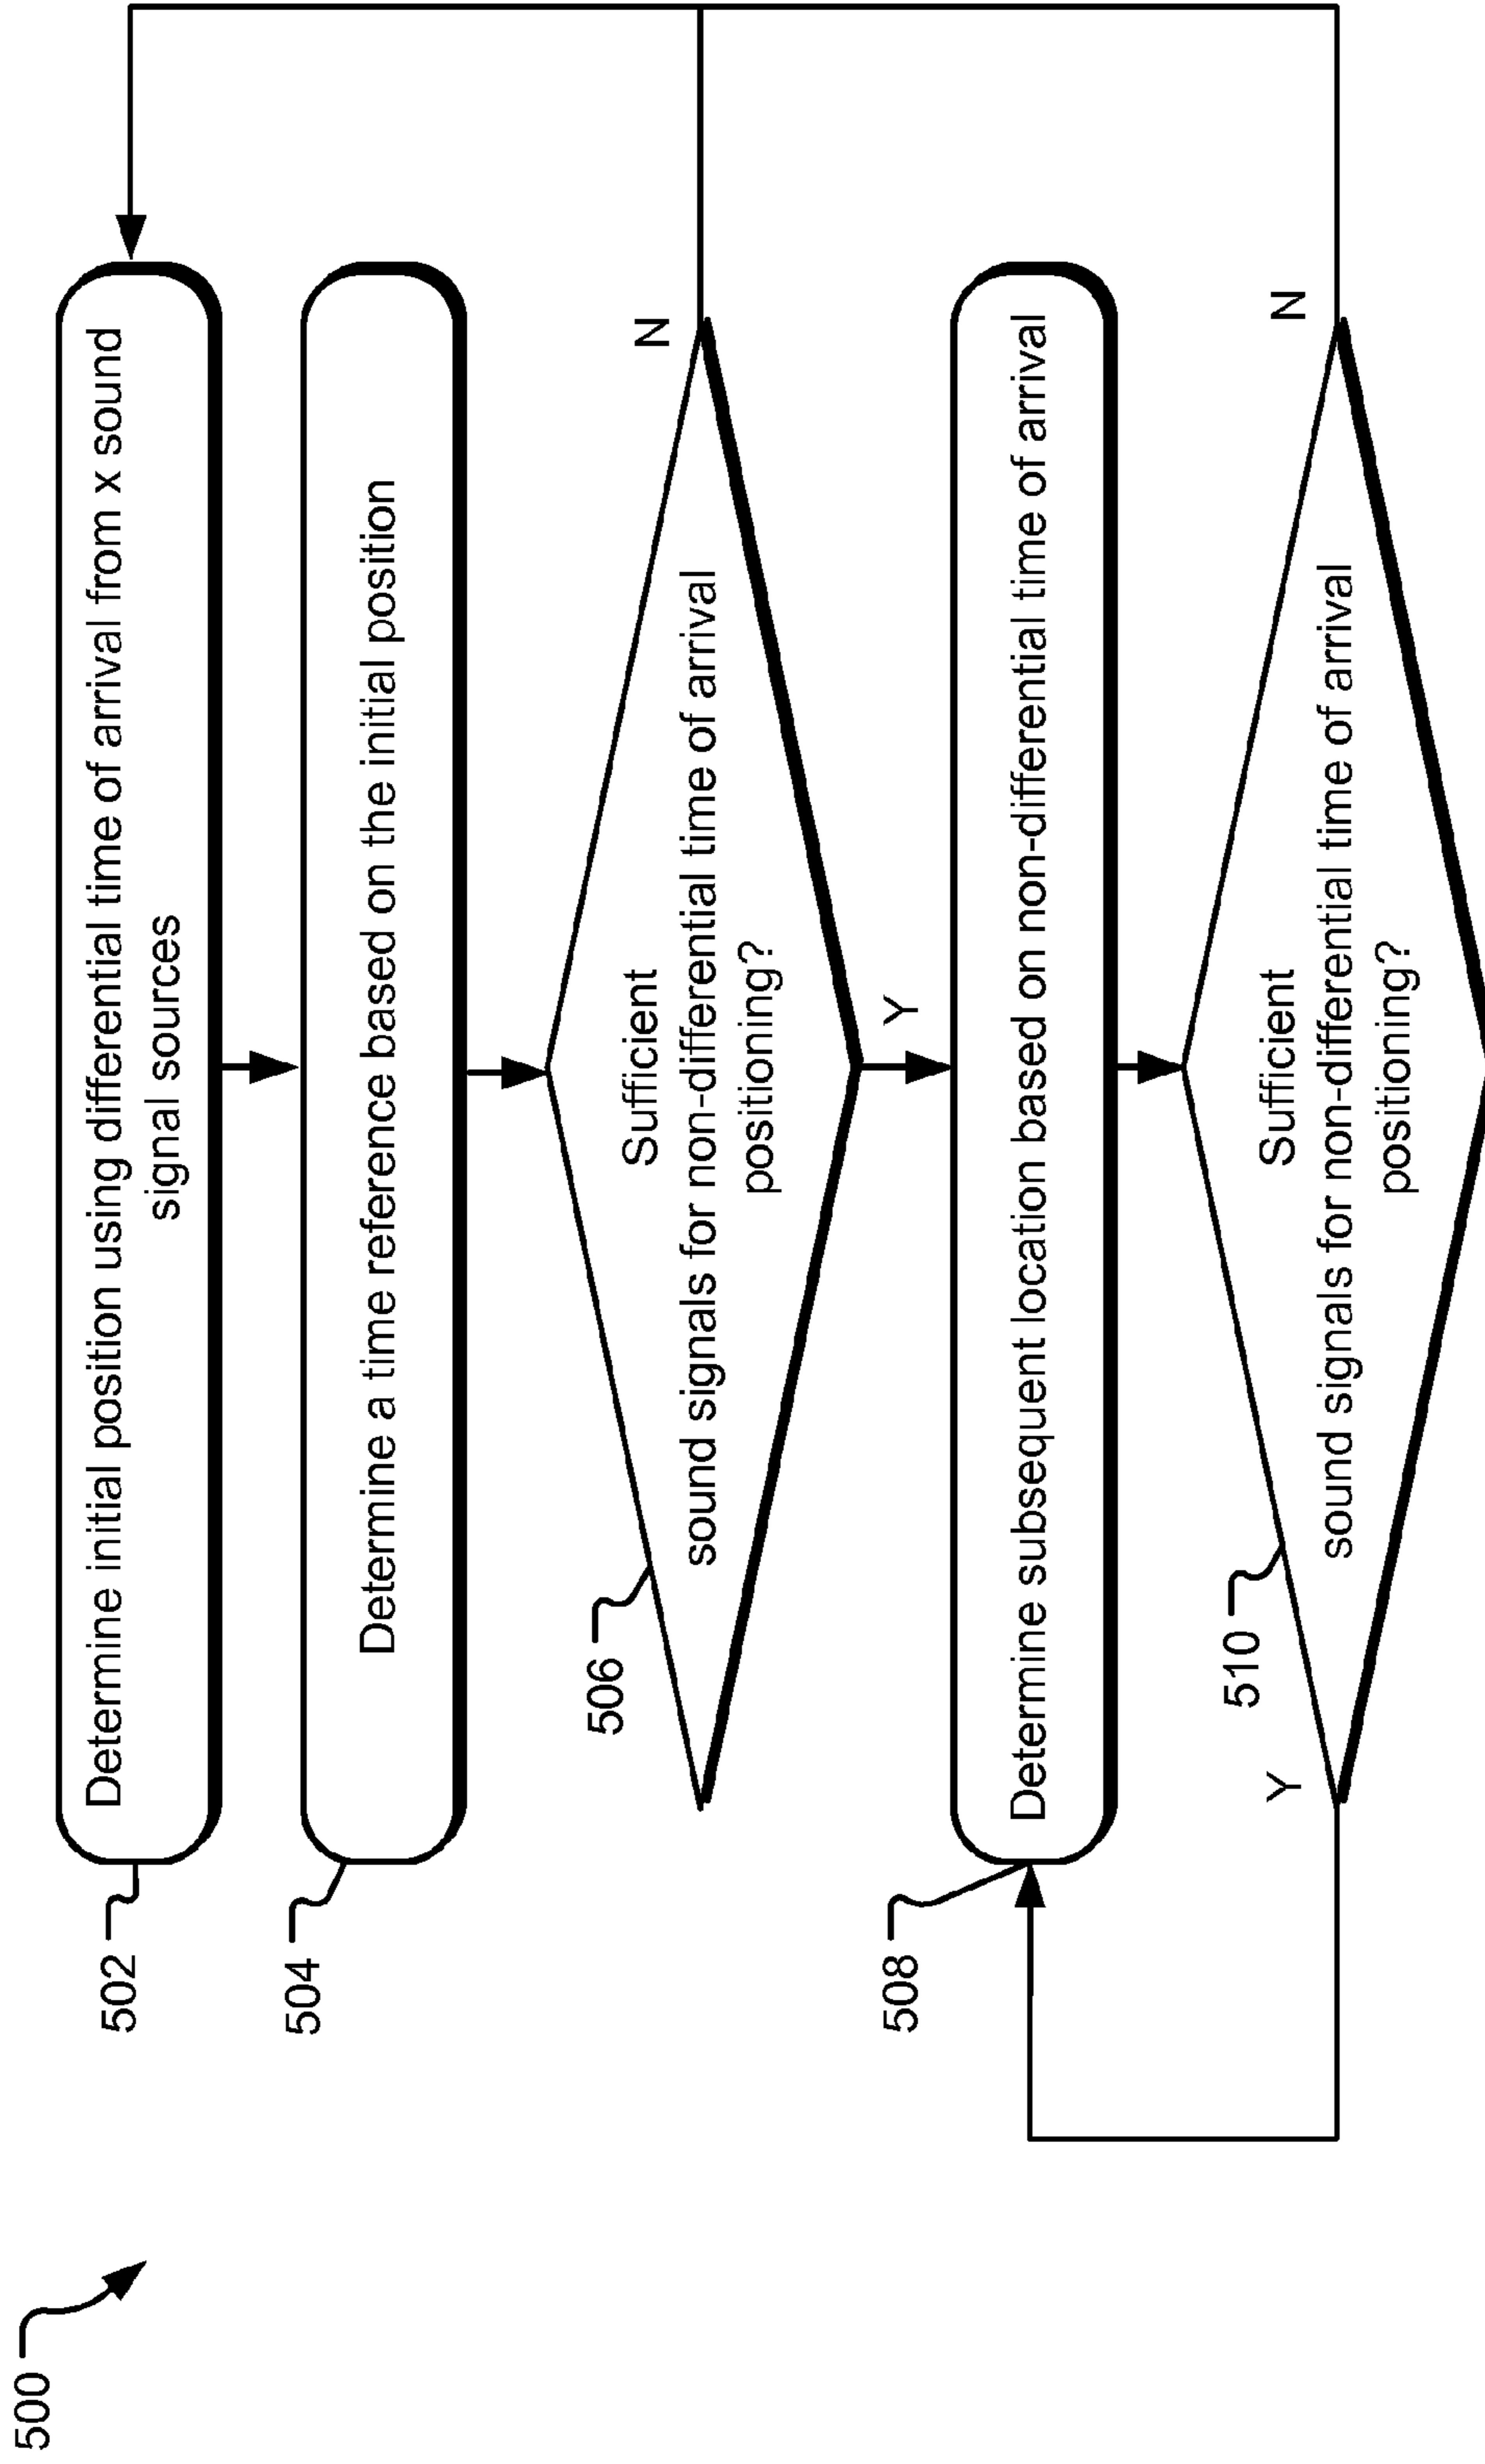 500
502
Determine initial position using differential time of arrival from x sound
signal sources
504
Determine a time reference based on the initial position
506
Sufficient
sound signals for non-differential time of arrival
positioning?
N
Y
508
Determine subsequent location based on non-differential time of arrival
510
Sufficient
sound signals for non-differential time of arrival
positioning?
Y
N